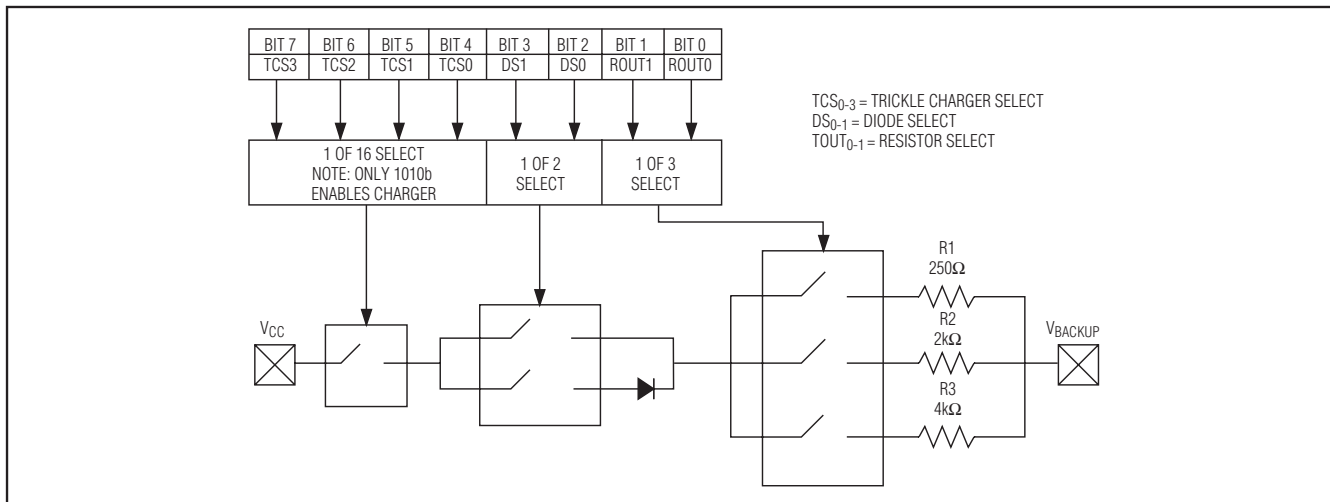 BIT 7 BIT 6 BIT 5 BIT 4 BIT 3 BIT 2 BIT 1 BIT 0
TCS3 TCS2 TCS1 TCS0 DS1 DS0 ROUT1 ROUT0
TCS0-3 = TRICKLE CHARGER SELECT
DS0-1 = DIODE SELECT
TOUT0-1 = RESISTOR SELECT
1 OF 16 SELECT
NOTE: ONLY 1010b
ENABLES CHARGER
1 OF 2
SELECT
1 OF 3
SELECT
R1
250Ω
VCC
R2
2kΩ
VBACKUP
R3
4kΩ